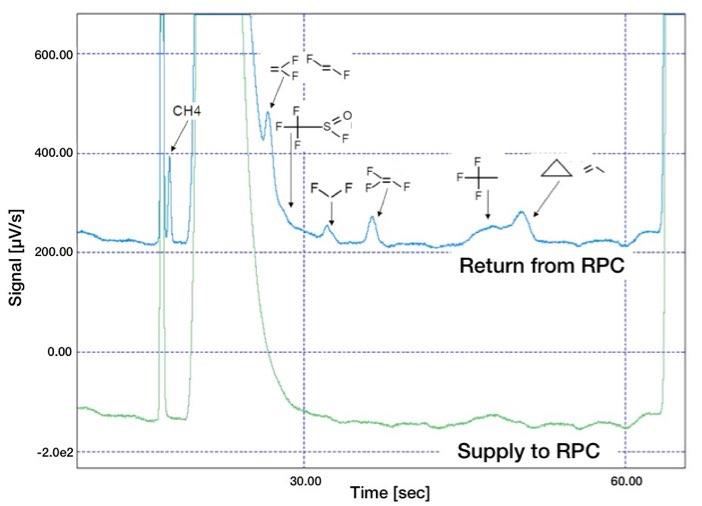 600.00
F F
F F
F
CH4
F S O
F F
400.00
F
F F
F
F F
F
F
200.00
Return from RPC
Signal [µV/s]
0.00
-2.0e2
Supply to RPC
30.00
60.00
Time [sec]